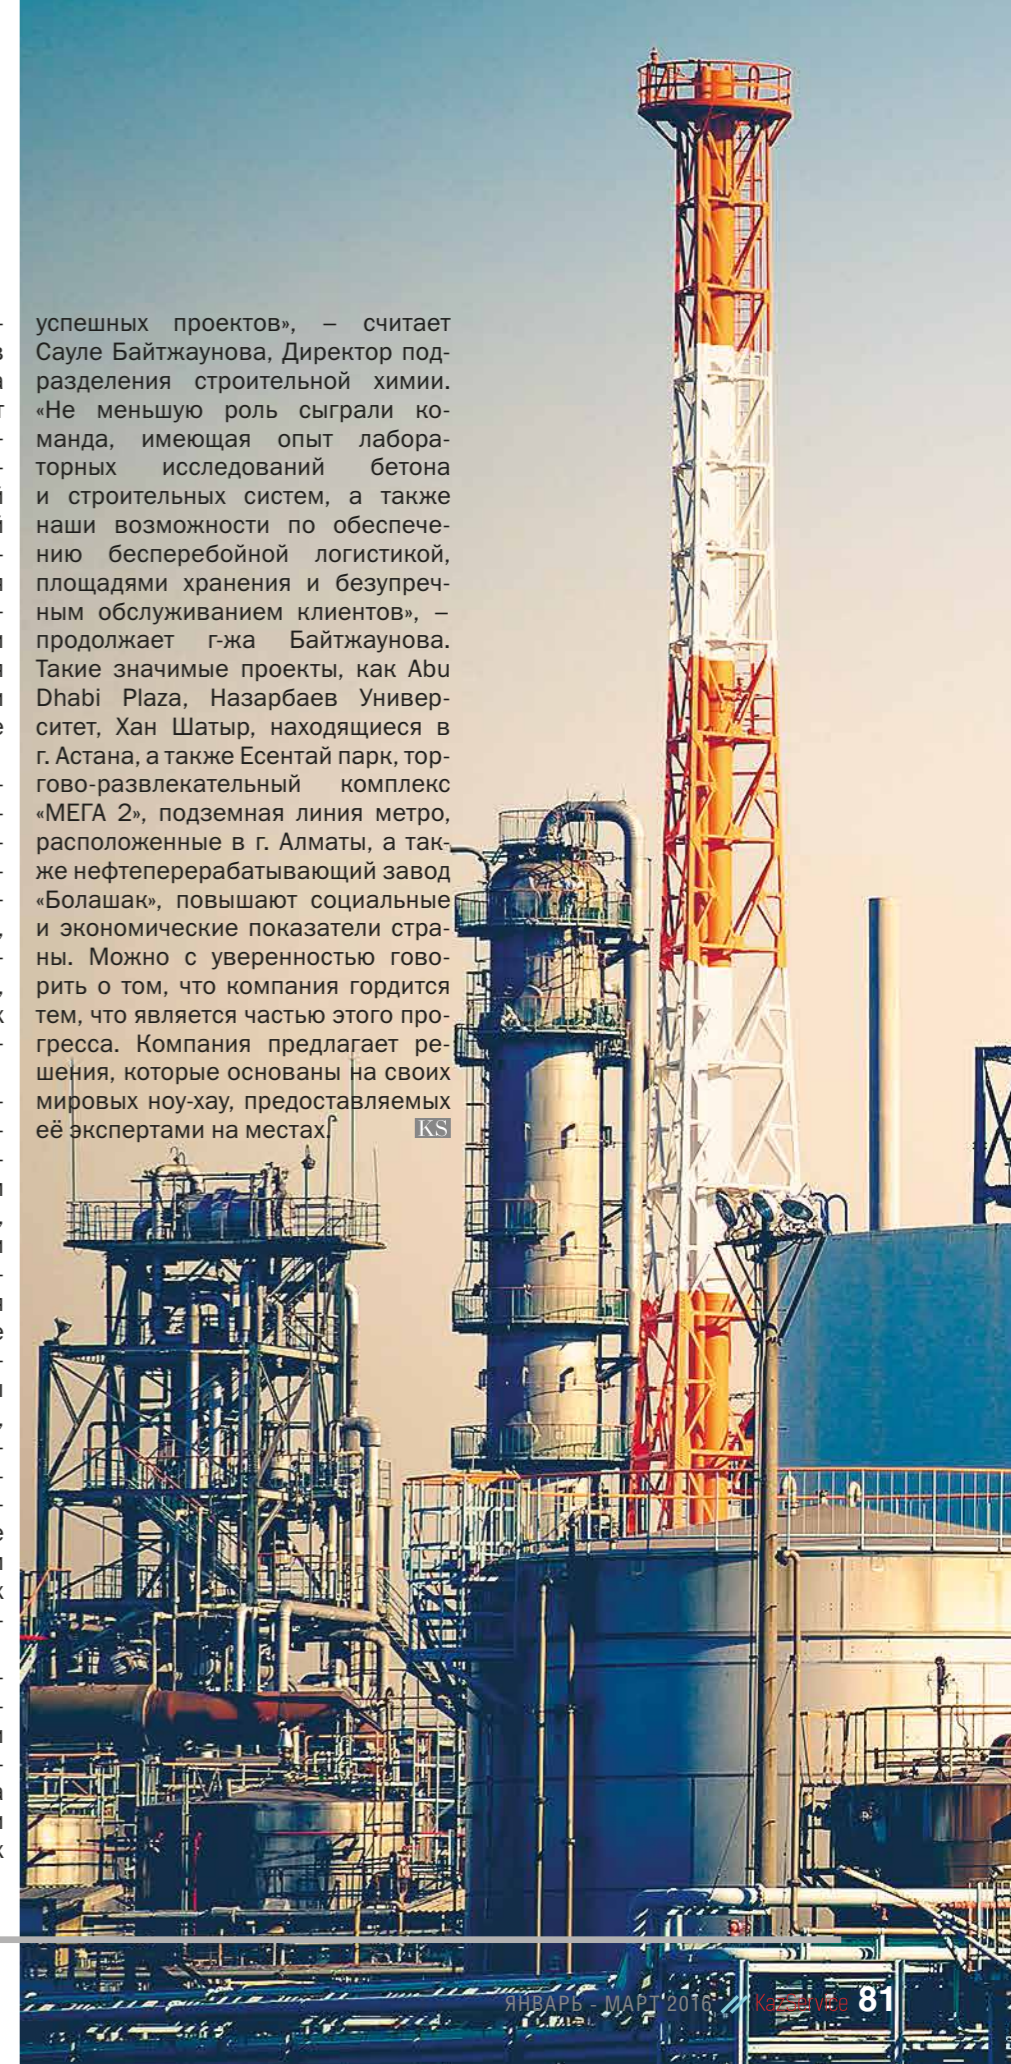 успешных проектов», – считает
Сауле Байтжаунова, Директор под-
разделения строительной химии.
«Не меньшую роль сыграли ко-
манда, имеющая опыт лабора-
торных исследований бетона
и строительных систем, а также
наши возможности по обеспече-
нию бесперебойной логистикой,
площадями хранения и безупреч-
ным обслуживанием клиентов», –
продолжает г-жа Байтжаунова.
Такие значимые проекты, как Abu
Dhabi Plaza, Назарбаев Универ-
ситет, Хан Шатыр, находящиеся в
г. Астана, а также Есентай парк, тор-
гово-развлекательный комплекс
«МЕГА 2», подземная линия метро,
расположенные в г. Алматы, а так-
же нефтеперерабатывающий завод
«Болашак», повышают социальные
и экономические показатели стра-
ны. Можно с уверенностью гово-
рить о том, что компания гордится
тем, что является частью этого про-
гресса. Компания предлагает ре-
шения, которые основаны на своих
мировых ноу-хау, предоставляемых
её экспертами на местах.
KS
ЯНВАРЬ - МАРТ 2016 // KazService 81